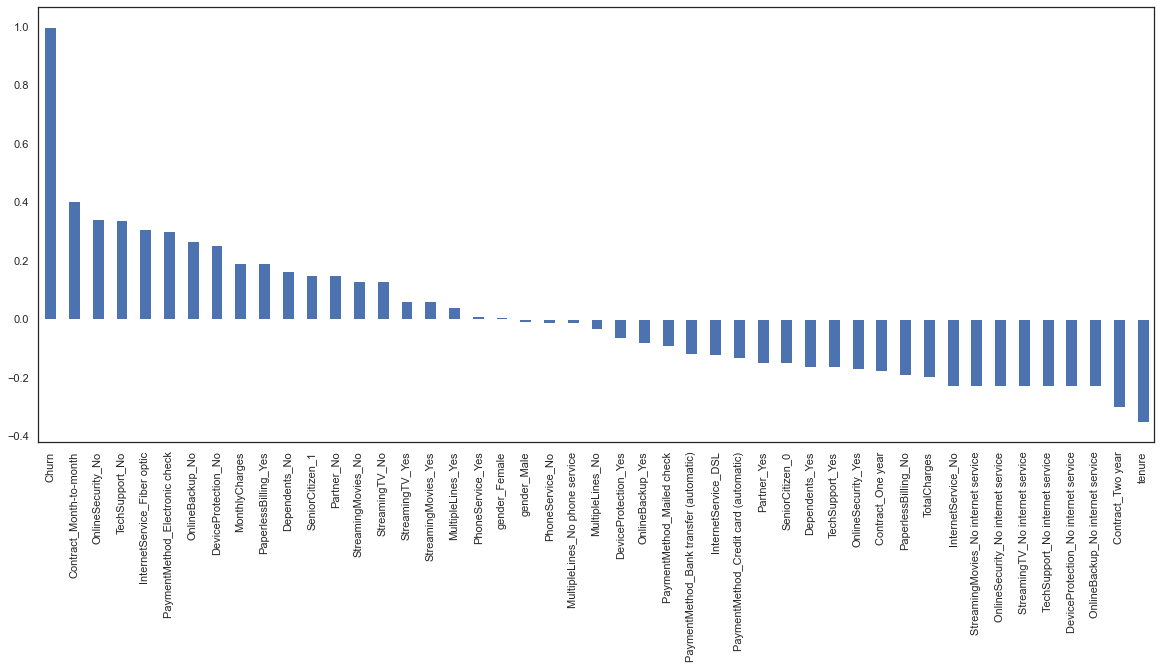 1.0
0.8
0.6
0.4
0.2
0.0
−0.2
−0.4
Churn
Contract_Month-to-month
OnlineSecurity_No
TechSupport_No
InternetService_Fiber optic
PaymentMethod_Electronic check
OnlineBackup_No
DeviceProtection_No
MonthlyCharges
PaperlessBilling_Yes
Dependents_No
SeniorCitizen_1
Partner_No
StreamingMovies_No
StreamingTV_No
StreamingTV_Yes
StreamingMovies_Yes
MultipleLines_Yes
PhoneService_Yes
gender_Female
gender_Male
PhoneService_No
MultipleLines_No phone service
MultipleLines_No
DeviceProtection_Yes
OnlineBackup_Yes
PaymentMethod_Mailed check
PaymentMethod_Bank transfer (automatic)
InternetService_DSL
PaymentMethod_Credit card (automatic)
Partner_Yes
SeniorCitizen_0
Dependents_Yes
TechSupport_Yes
OnlineSecurity_Yes
Contract_One year
PaperlessBilling_No
TotalCharges
InternetService_No
StreamingMovies_No internet service
OnlineSecurity_No internet service
StreamingTV_No internet service
TechSupport_No internet service
DeviceProtection_No internet service
OnlineBackup_No internet service
Contract_Two year
tenure